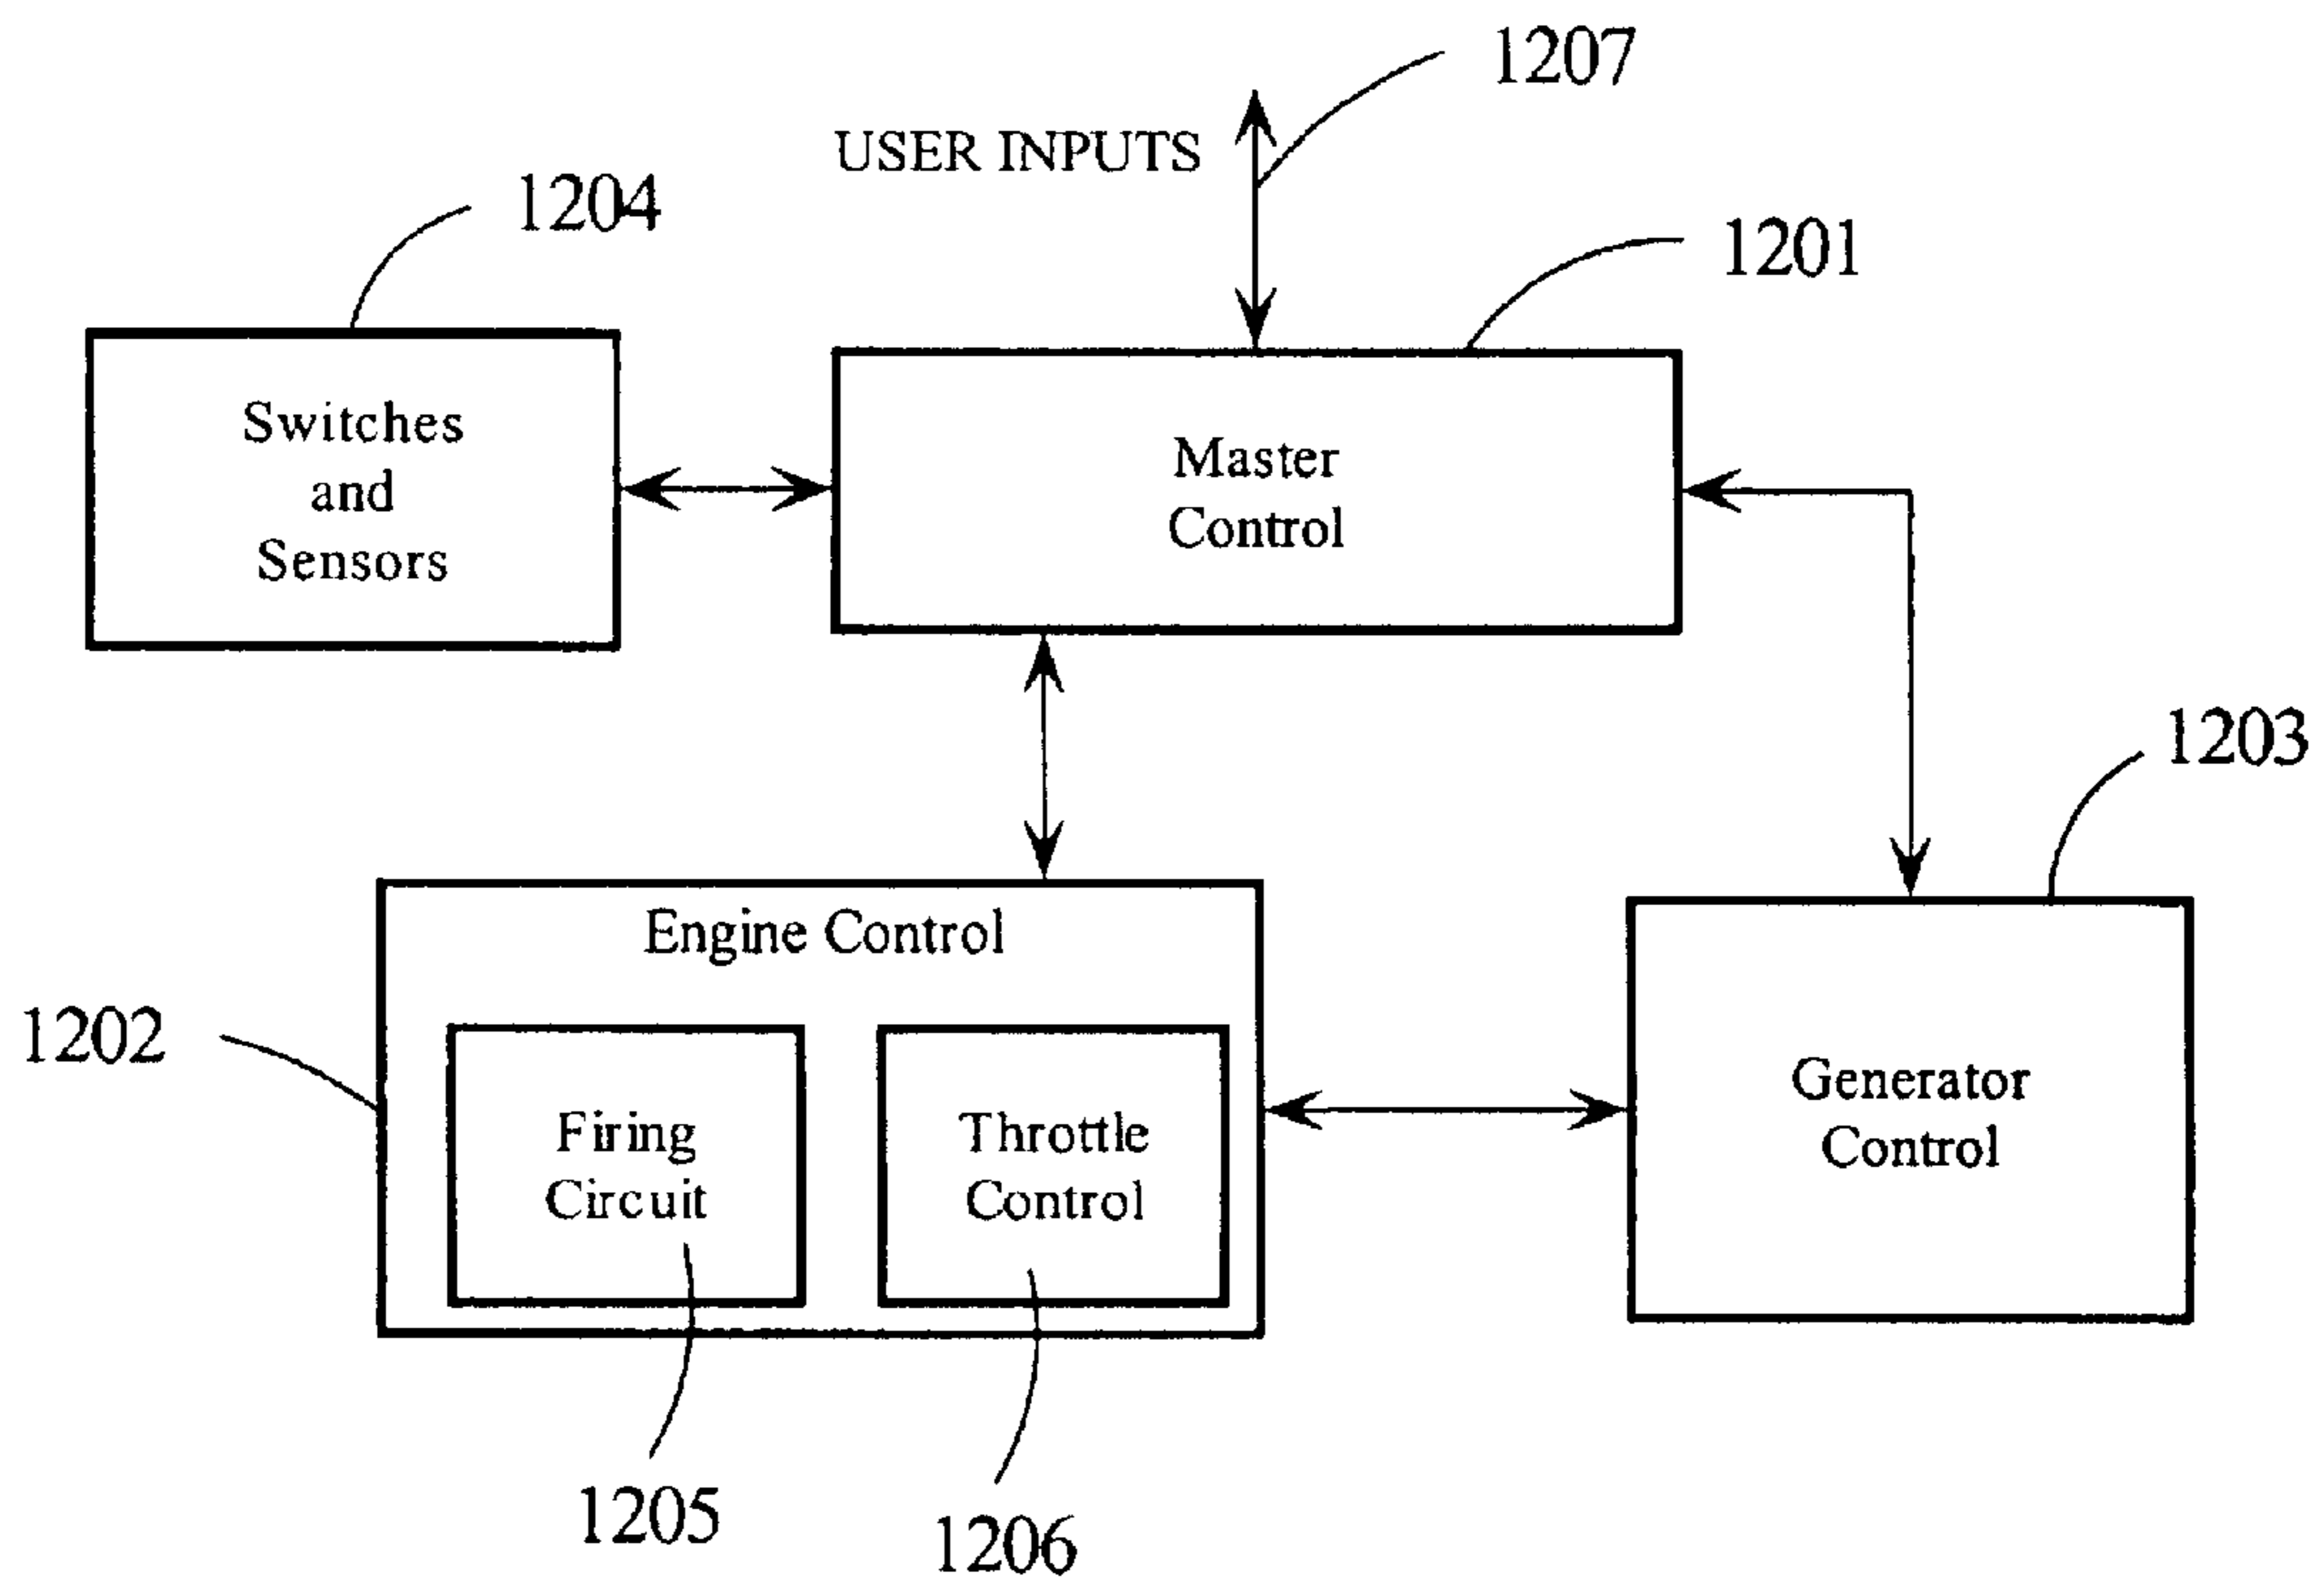 1207
USER INPUTS
1204
1201
Switches
and
Sensors
Master
Control
1203
Engine Control
1202
Firing
Circuit
Throttle
Control
Generator
Control
1205
1206